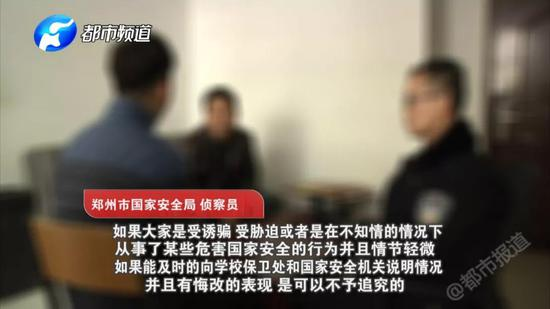 都市频道
郑州市国家安全局 侦察员
如果大家是受诱骗 受胁迫或者是在不知情的情况下
从事了某些危害国家安全的行为并且情节轻微
如果能及时的向学校保卫处和国家安全机关说明情况
并且有悔改的表现 是可以不予追究的
@都市报道